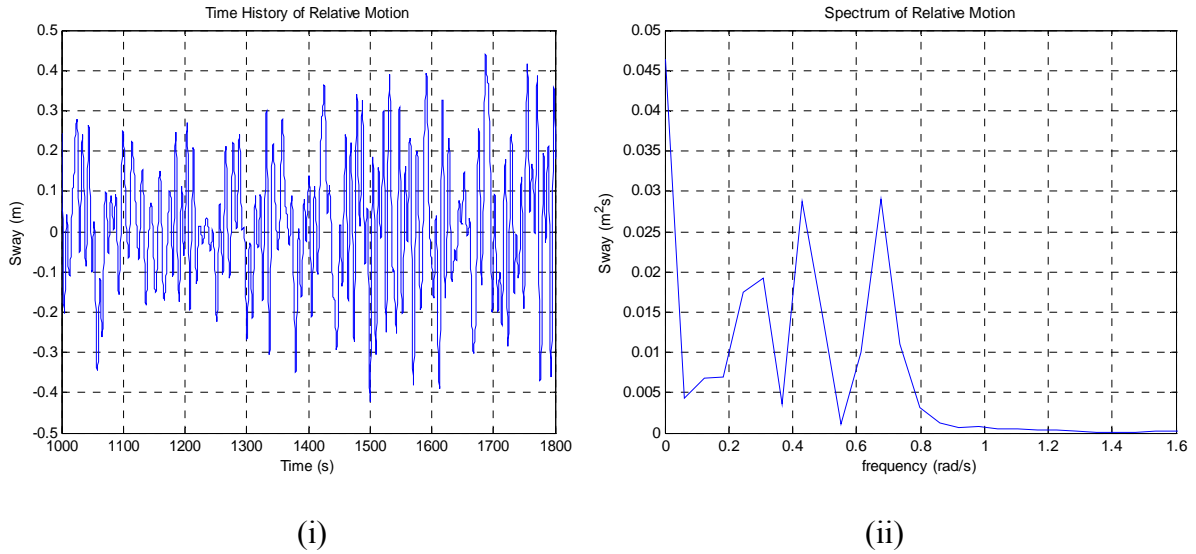 Time History of Relative Motion
0.5
0.4
0.3
0.2
0.1
0
-0.1
-0.2
-0.3
-0.4
-0.5
Sway (m)
1000 1100 1200 1300 1400 1500 1600 1700 1800
Time (s)
(i)
Spectrum of Relative Motion
0.05
0.045
0.04
0.035
0.03
0.025
0.02
0.015
0.01
0.005
0
Sway (m²s)
0 0.2 0.4 0.6 0.8 1 1.2 1.4 1.6
frequency (rad/s)
(ii)